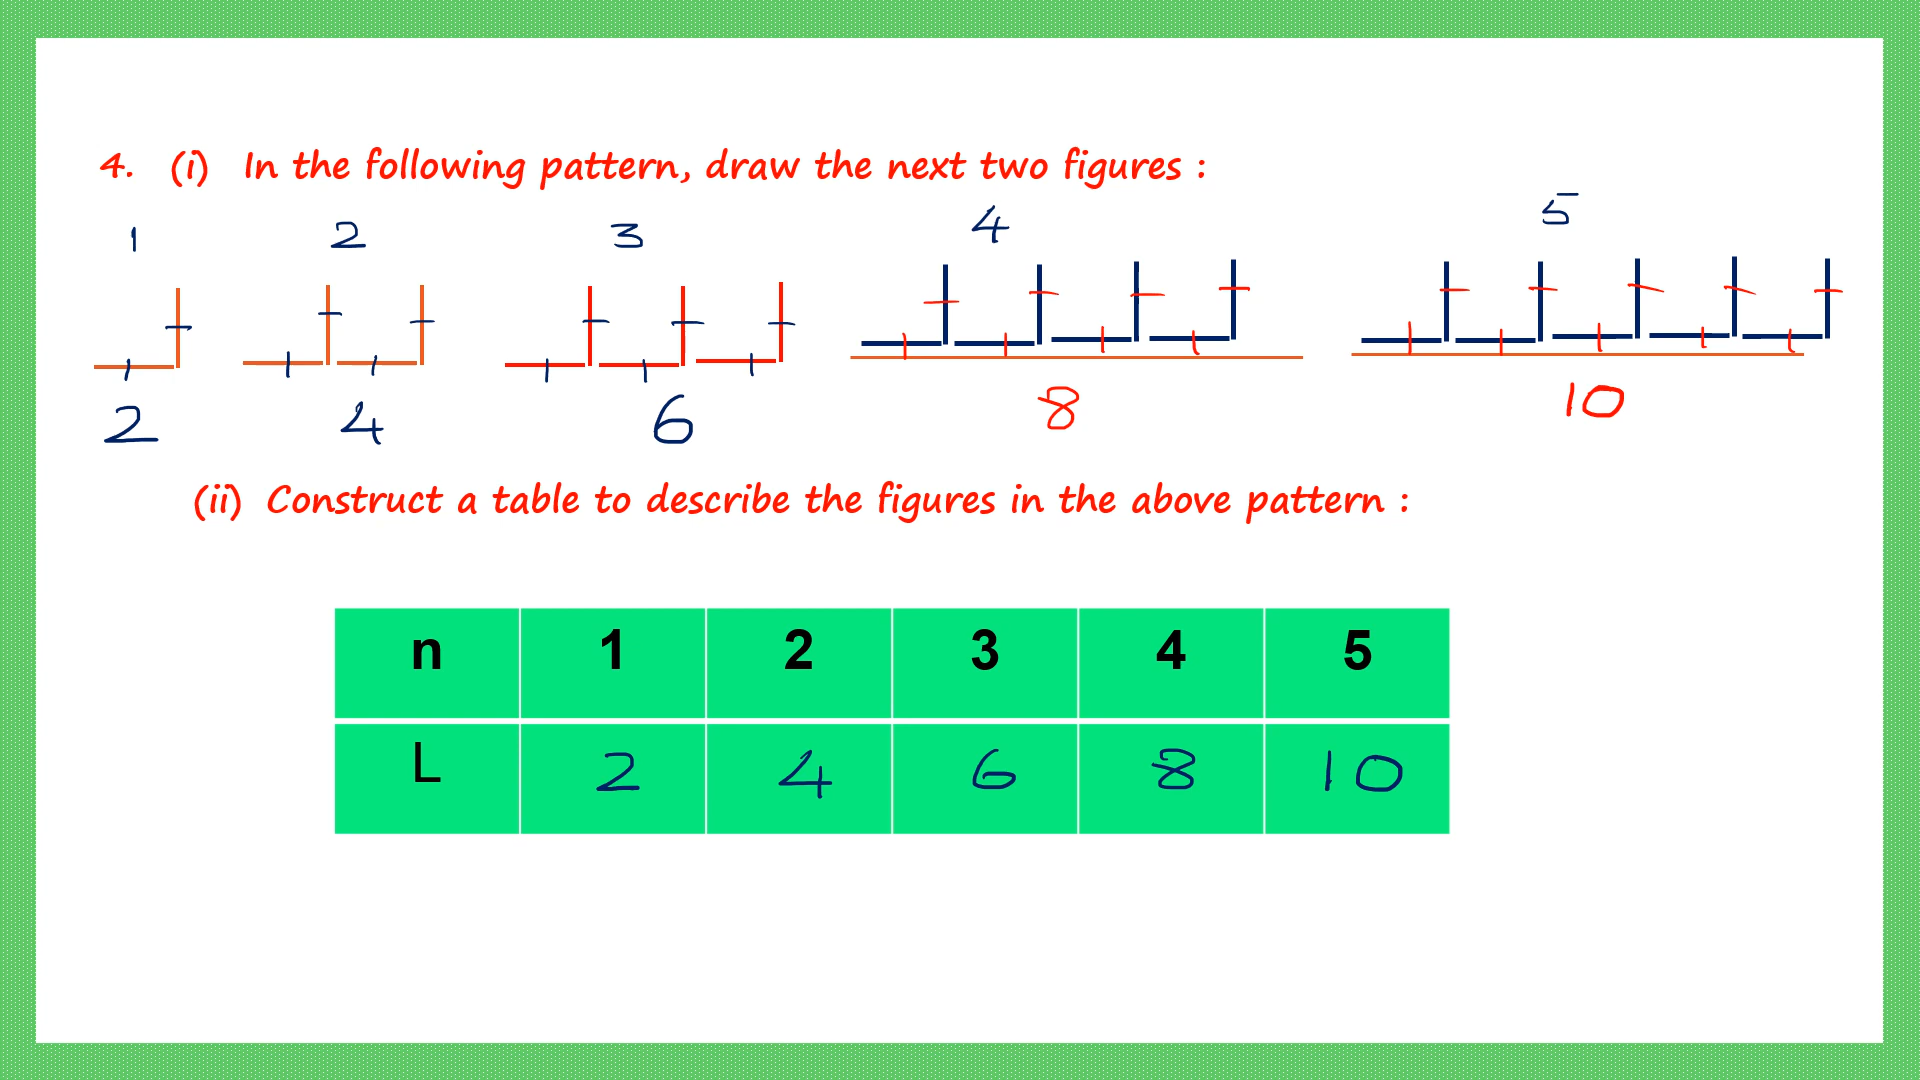 4. (i) In the following pattern, draw the next two figures :
1 2 3 4 5
2 4 6 8 10
(ii) Construct a table to describe the figures in the above pattern :
n 1 2 3 4 5
L 2 4 6 8 10